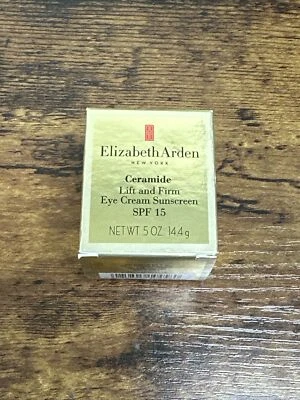 Elizabeth Arden
NEW YORK
Ceramide
Lift and Firm
Eye Cream Sunscreen
SPF 15
NET WT. .5 OZ. 14.4g